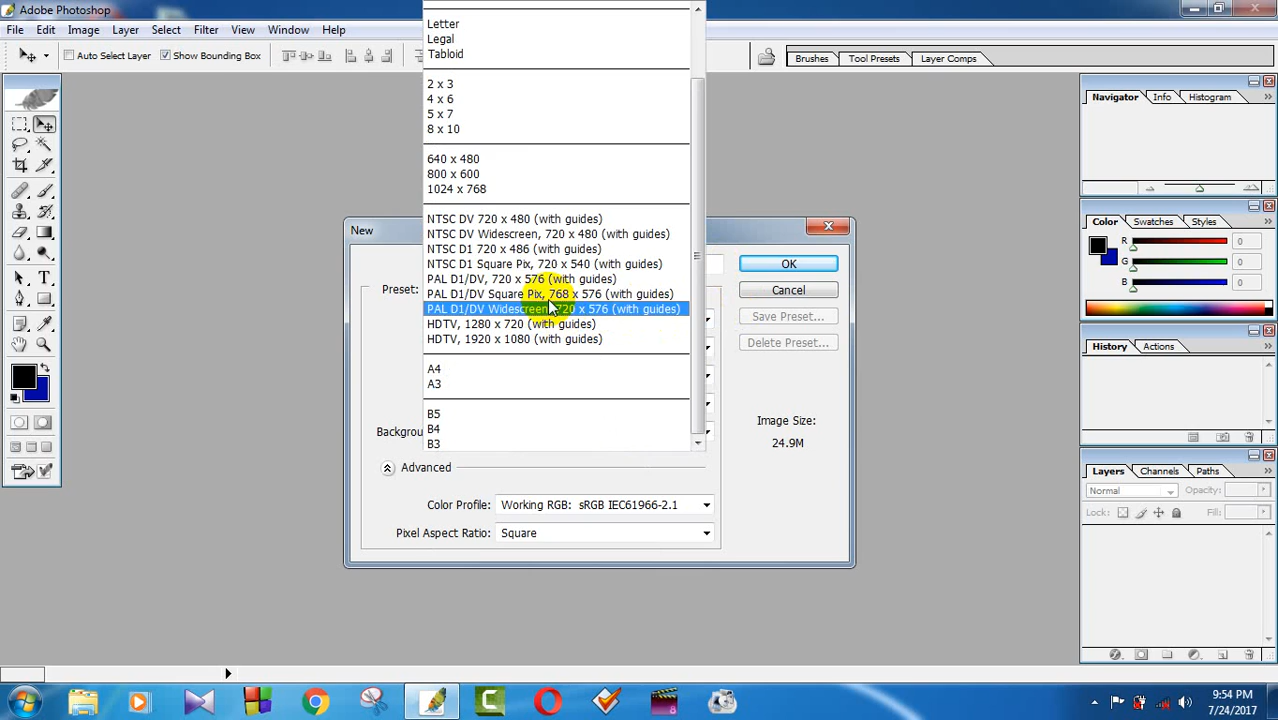 Adobe Photoshop
File Edit Image Layer Select Filter View Window Help
Auto Select Layer Show Bounding Box
Brushes Tool Presets Layer Comps
Letter
Legal
Tabloid
2 x 3
4 x 6
5 x 7
8 x 10
640 x 480
800 x 600
1024 x 768
NTSC DV 720 x 480 (with guides)
NTSC DV Widescreen, 720 x 480 (with guides)
NTSC D1 720 x 486 (with guides)
NTSC D1 Square Pix, 720 x 540 (with guides)
PAL D1/DV, 720 x 576 (with guides)
PAL D1/DV Square Pix, 768 x 576 (with guides)
PAL D1/DV Widescreen, 720 x 576 (with guides)
HDTV, 1280 x 720 (with guides)
HDTV, 1920 x 1080 (with guides)
A4
A3
B5
B4
B3
New
Preset:
Backgrou
Advanced
Color Profile: Working RGB: sRGB IEC61966-2.1
Pixel Aspect Ratio: Square
OK
Cancel
Save Preset...
Delete Preset...
Image Size:
24.9M
Navigator Info Histogram
Color Swatches Styles
R 0
G 0
B 0
History Actions
Layers Channels Paths
Normal Opacity:
Lock: Fill:
9:54 PM
7/24/2017